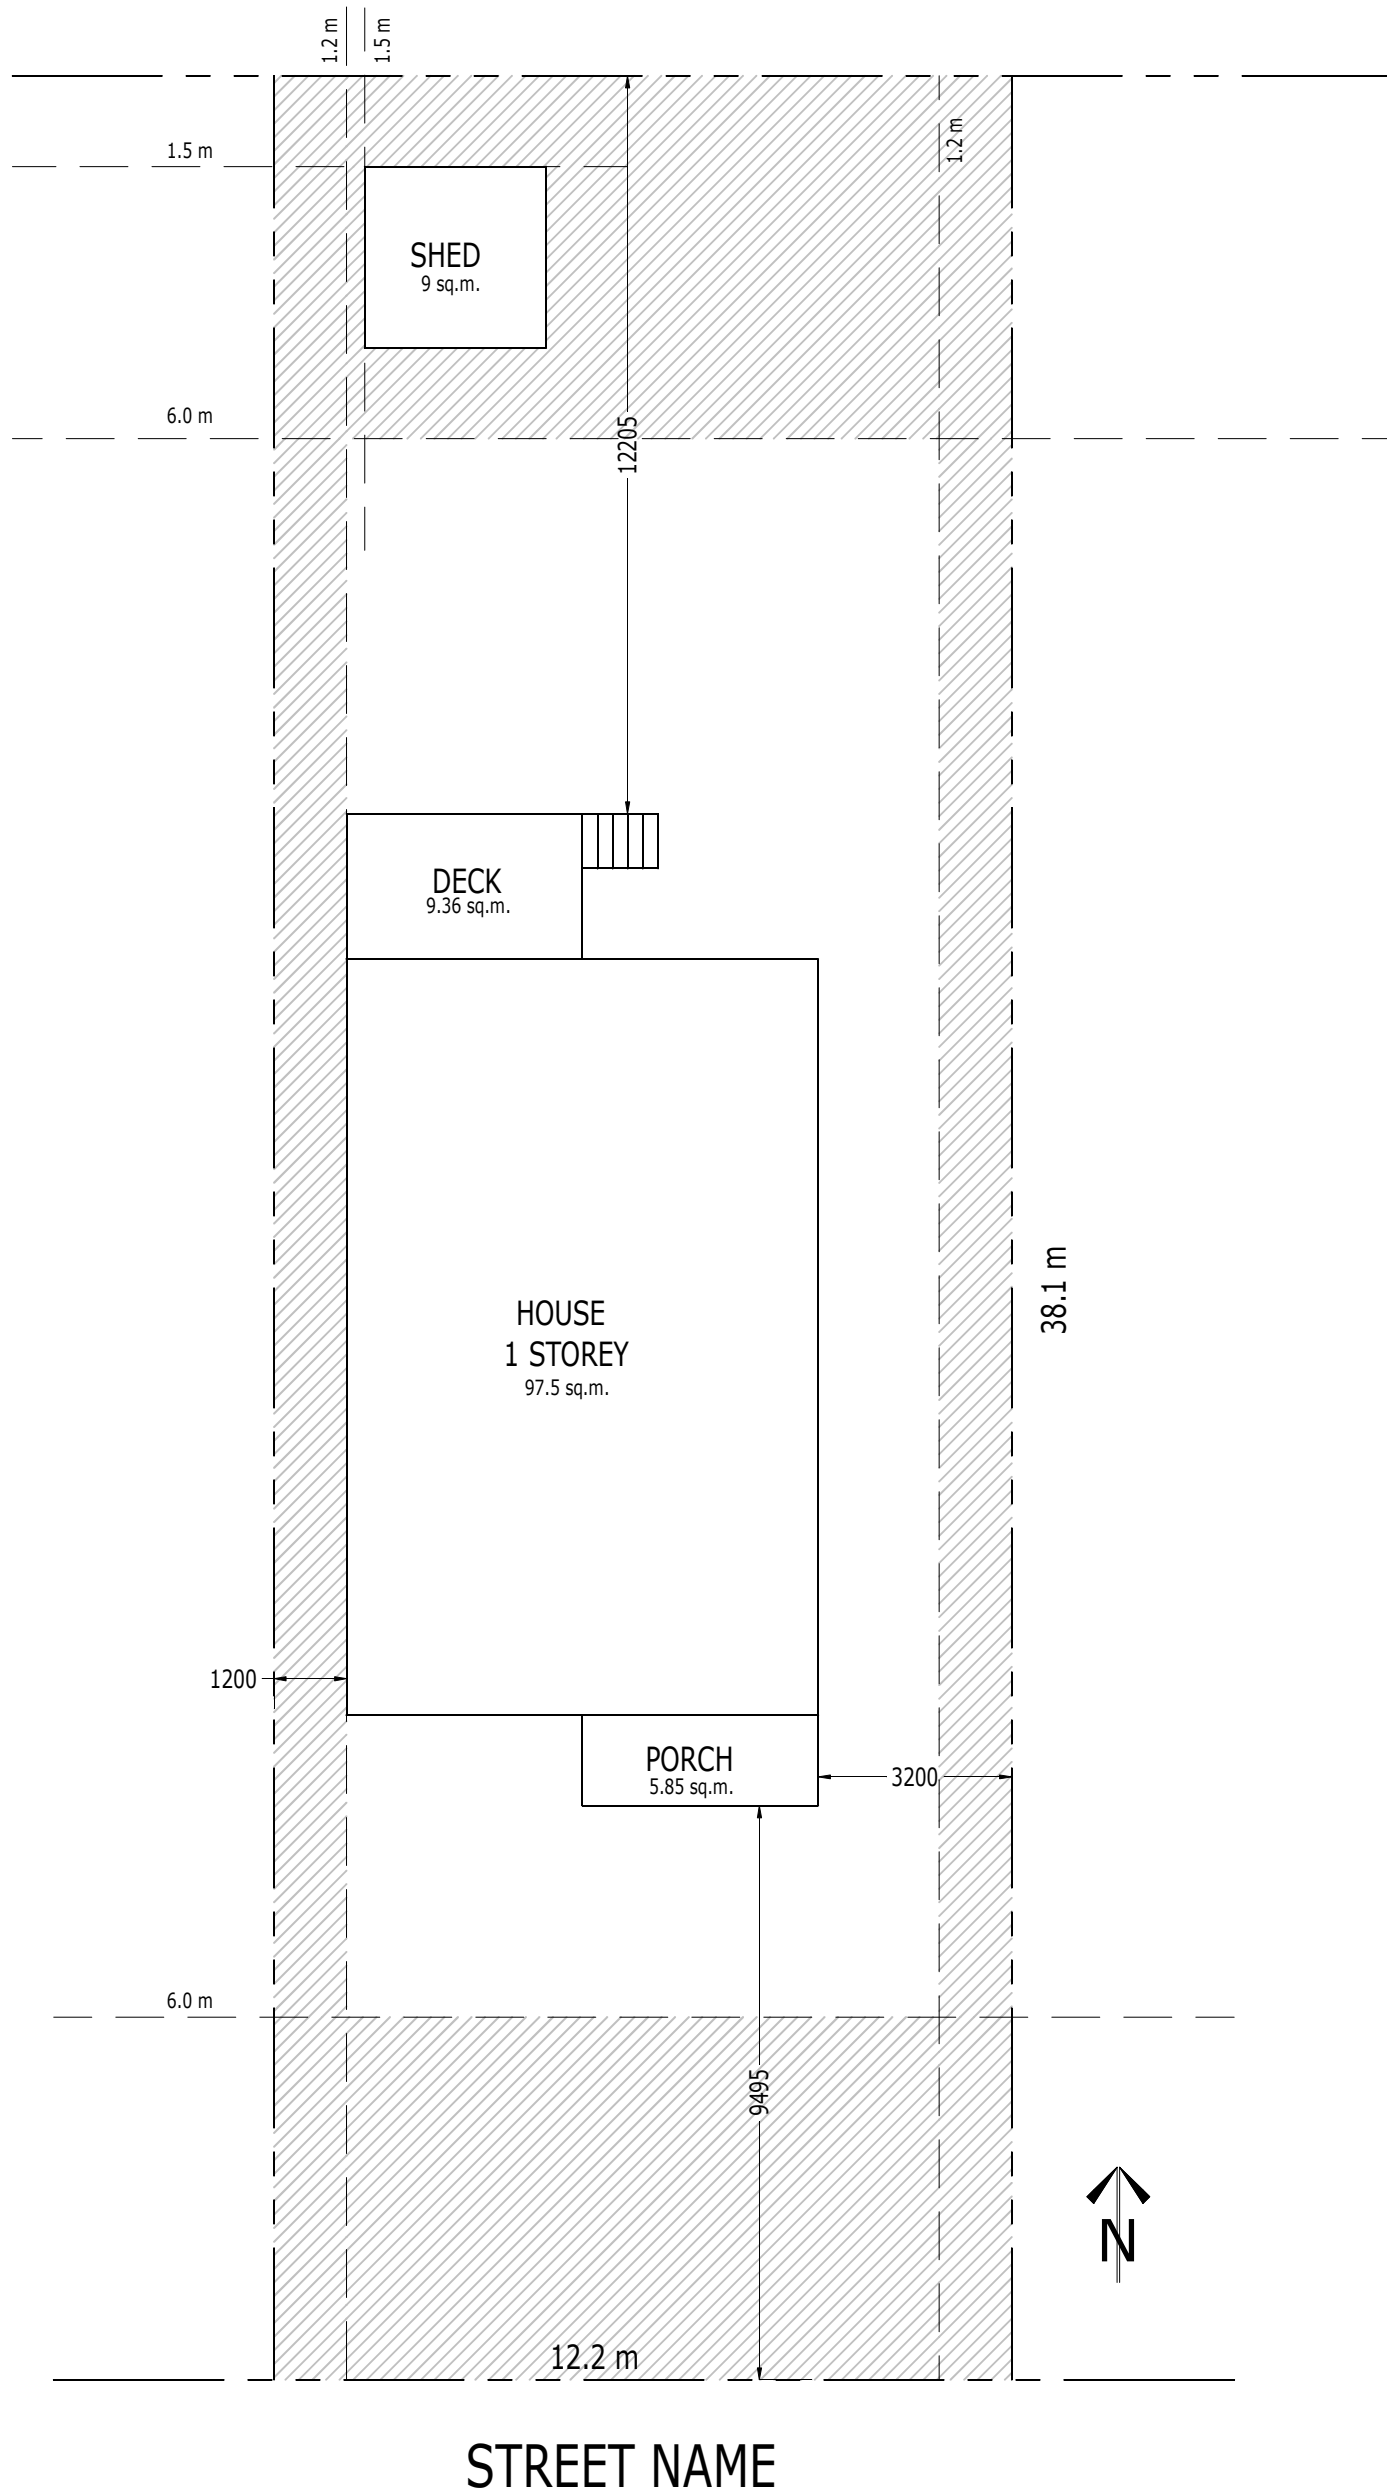 1.2 m
1.5 m
1.5 m
1.2 m
SHED
9 sq.m.
6.0 m
12205
DECK
9.36 sq.m.
38.1 m
HOUSE
1 STOREY
97.5 sq.m.
1200
PORCH
5.85 sq.m.
3200
6.0 m
9495
N
12.2 m
STREET NAME